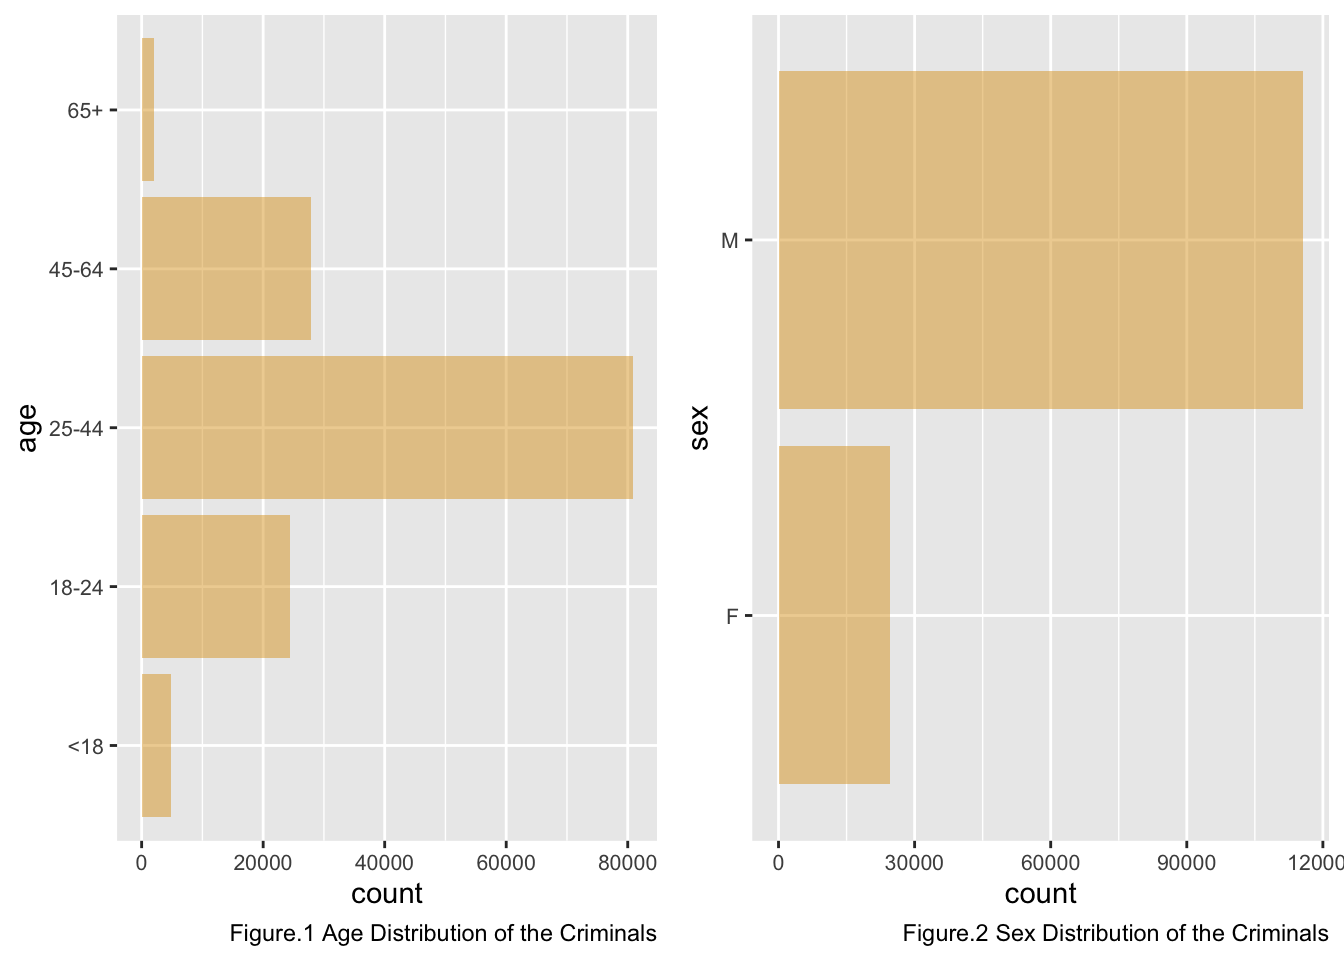 65+
45-64
25-44
18-24
<18
age
0 20000 40000 60000 80000
count
Figure.1 Age Distribution of the Criminals
M
F
sex
0 30000 60000 90000 12000
count
Figure.2 Sex Distribution of the Criminals